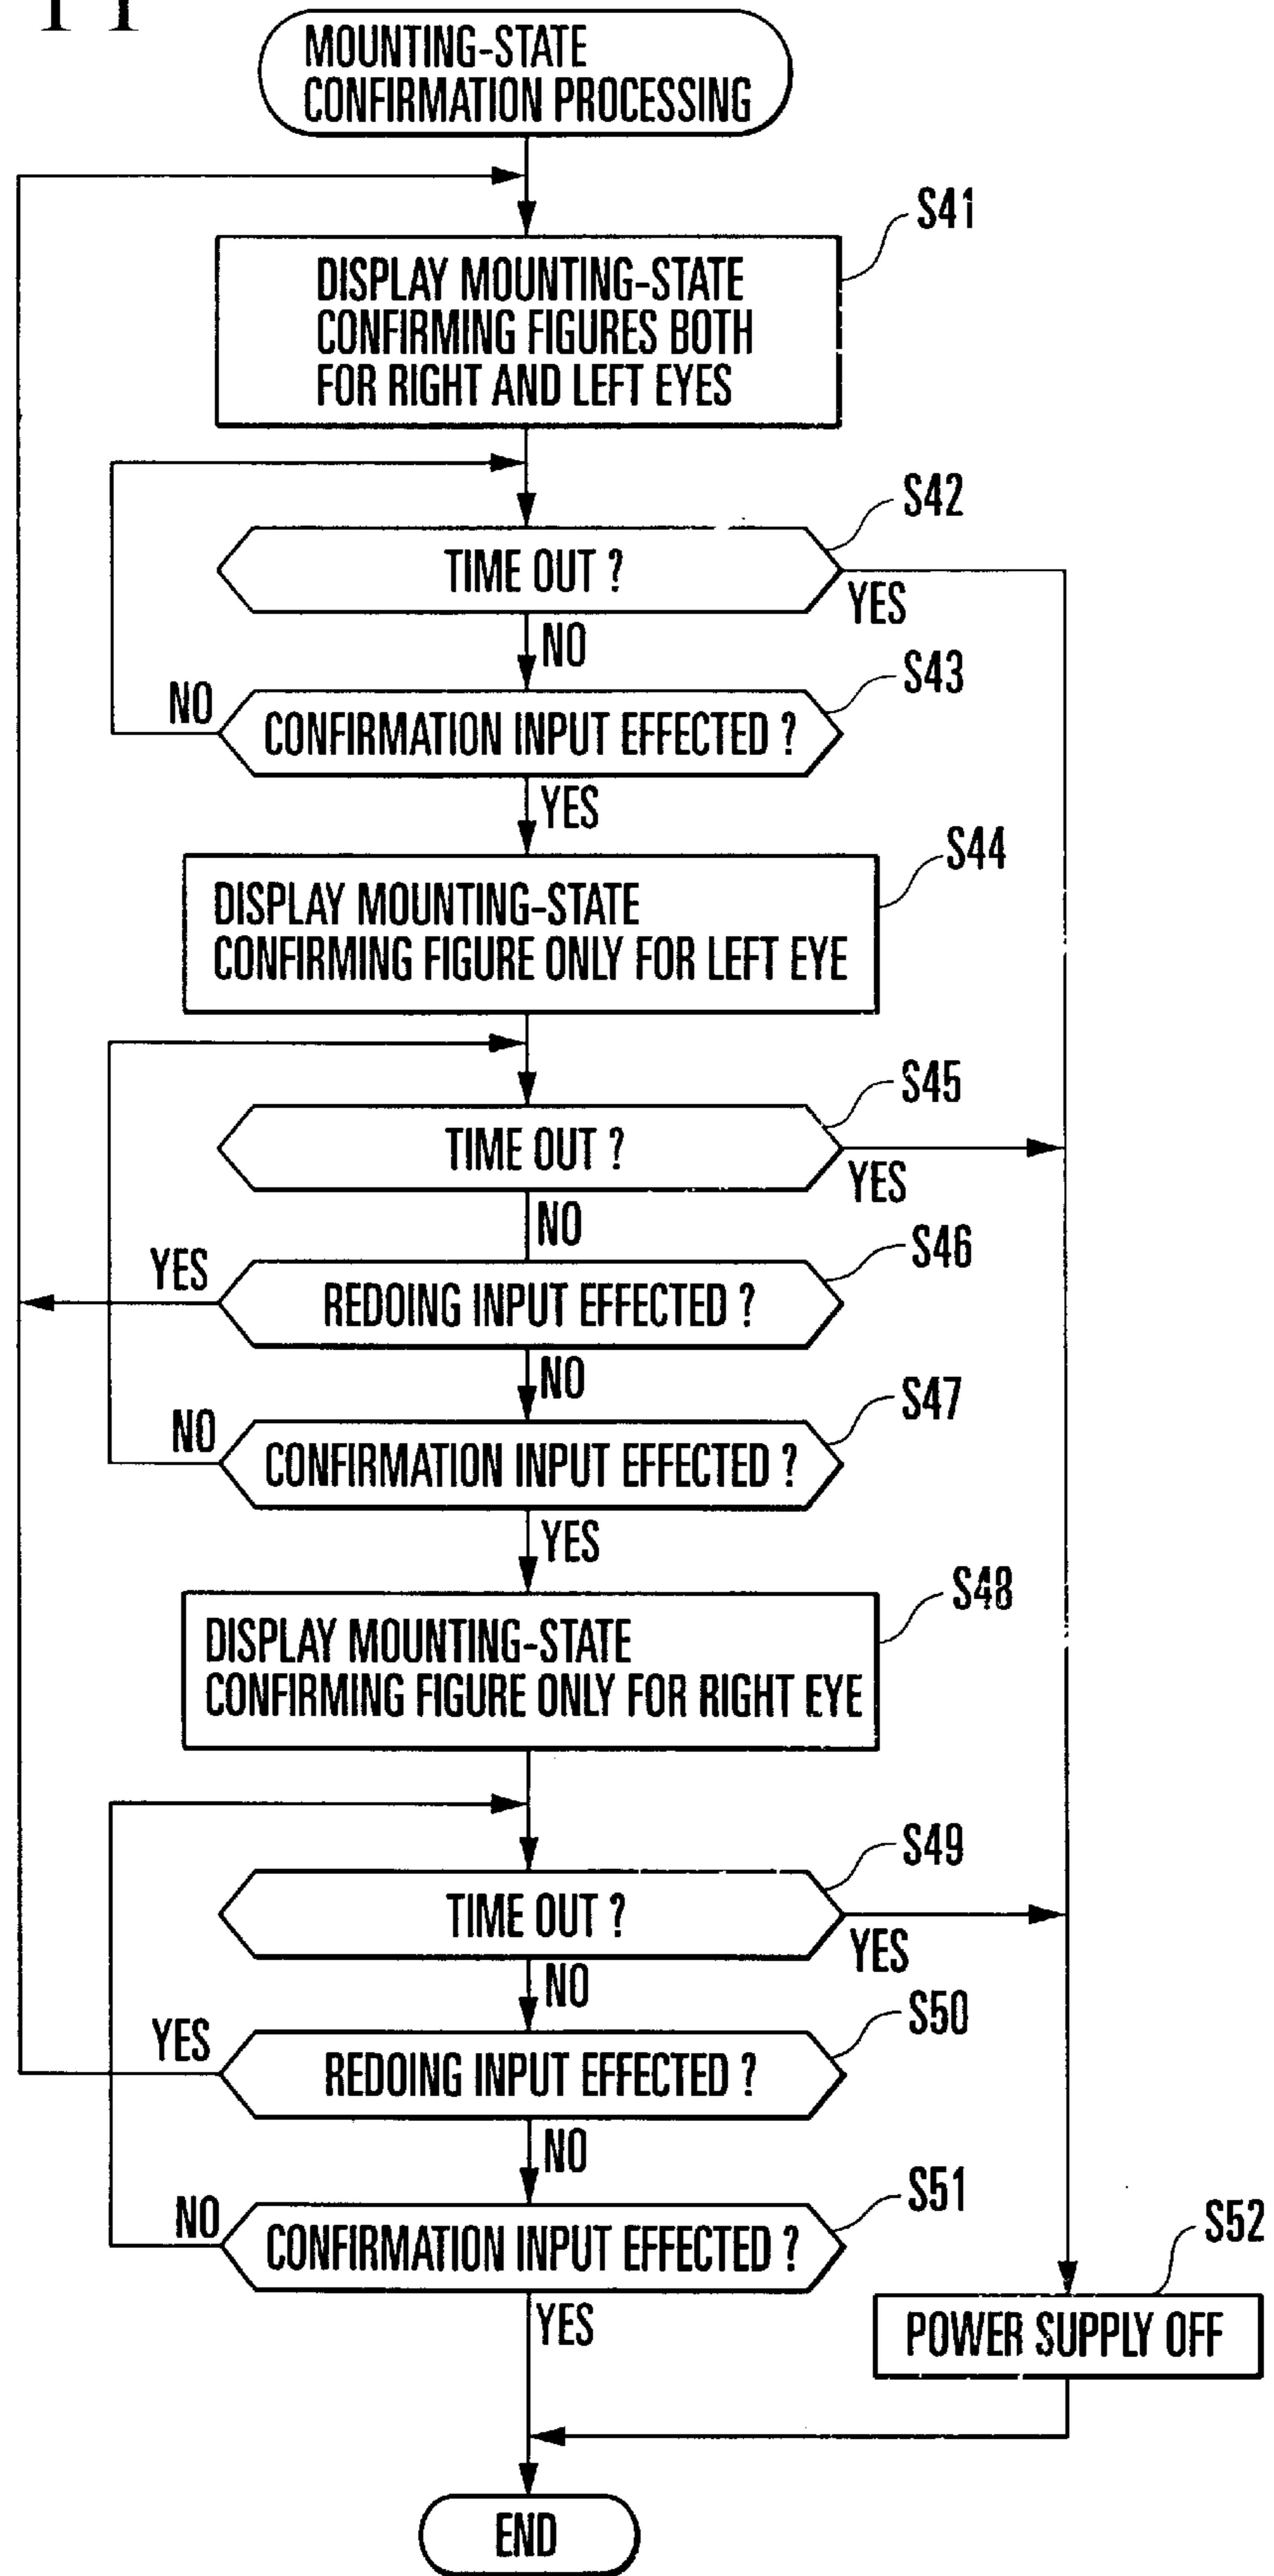 MOUNTING-STATE
CONFIRMATION PROCESSING
S41
DISPLAY MOUNTING-STATE
CONFIRMING FIGURES BOTH
FOR RIGHT AND LEFT EYES
S42
TIME OUT ?
YES
NO
S43
NO
CONFIRMATION INPUT EFFECTED ?
YES
S44
DISPLAY MOUNTING-STATE
CONFIRMING FIGURE ONLY FOR LEFT EYE
S45
TIME OUT ?
YES
NO
S46
YES
REDOING INPUT EFFECTED ?
NO
S47
NO
CONFIRMATION INPUT EFFECTED ?
YES
S48
DISPLAY MOUNTING-STATE
CONFIRMING FIGURE ONLY FOR RIGHT EYE
S49
TIME OUT ?
YES
NO
S50
YES
REDOING INPUT EFFECTED ?
NO
S51
NO
CONFIRMATION INPUT EFFECTED ?
YES
S52
POWER SUPPLY OFF
END